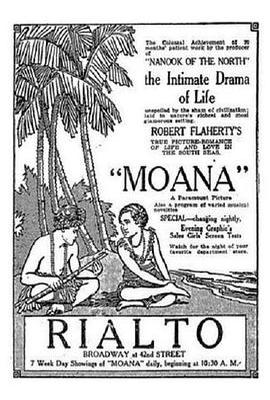 The Colossal Achievement of 20
months' patient work by the producer
of
"NANOOK OF THE NORTH"
the Intimate Drama
of Life
unspoiled by the sham of civilization;
laid in nature's richest and most
glamorous setting.
ROBERT FLAHERTY'S
TRUE PICTURE-ROMANCE
OF LIFE AND LOVE IN
THE SOUTH SEAS.
"MOANA"
A Paramount Picture
Also a program of varied musical
novelties
SPECIAL—changing nightly,
Evening Graphic's
Sales Girls' Screen Tests
Watch for the night of your
favorite department store.
RIALTO
BROADWAY at 42nd STREET
7 Week Day Showings of "MOANA" daily, beginning at 10:30 A. M.